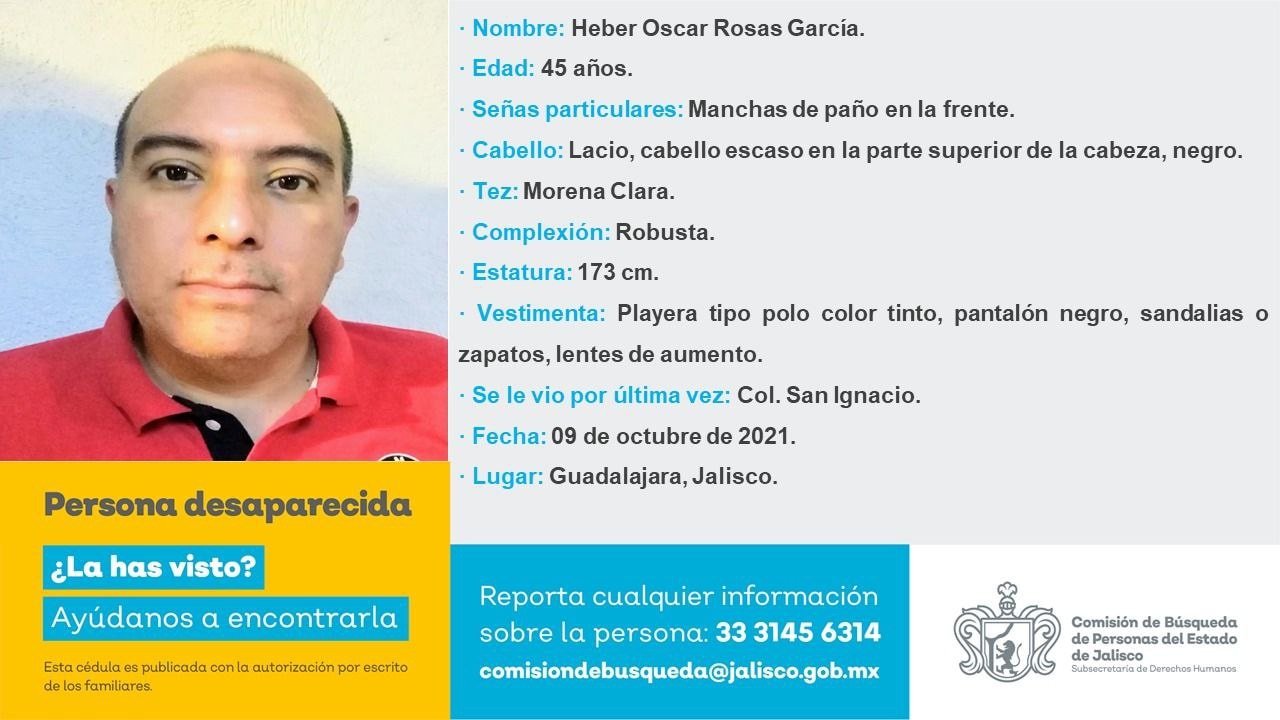 · Nombre: Heber Oscar Rosas García.
· Edad: 45 años.
· Señas particulares: Manchas de paño en la frente.
· Cabello: Lacio, cabello escaso en la parte superior de la cabeza, negro.
· Tez: Morena Clara.
· Complexión: Robusta.
· Estatura: 173 cm.
· Vestimenta: Playera tipo polo color tinto, pantalón negro, sandalias o
zapatos, lentes de aumento.
· Se le vio por última vez: Col. San Ignacio.
· Fecha: 09 de octubre de 2021.
· Lugar: Guadalajara, Jalisco.
Persona desaparecida
¿La has visto?
Ayúdanos a encontrarla
Esta cédula es publicada con la autorización por escrito
de los familiares.
Reporta cualquier información
sobre la persona: 33 3145 6314
comisiondebusqueda@jalisco.gob.mx
Comisión de Búsqueda
de Personas del Estado
de Jalisco
Subsecretaría de Derechos Humanos